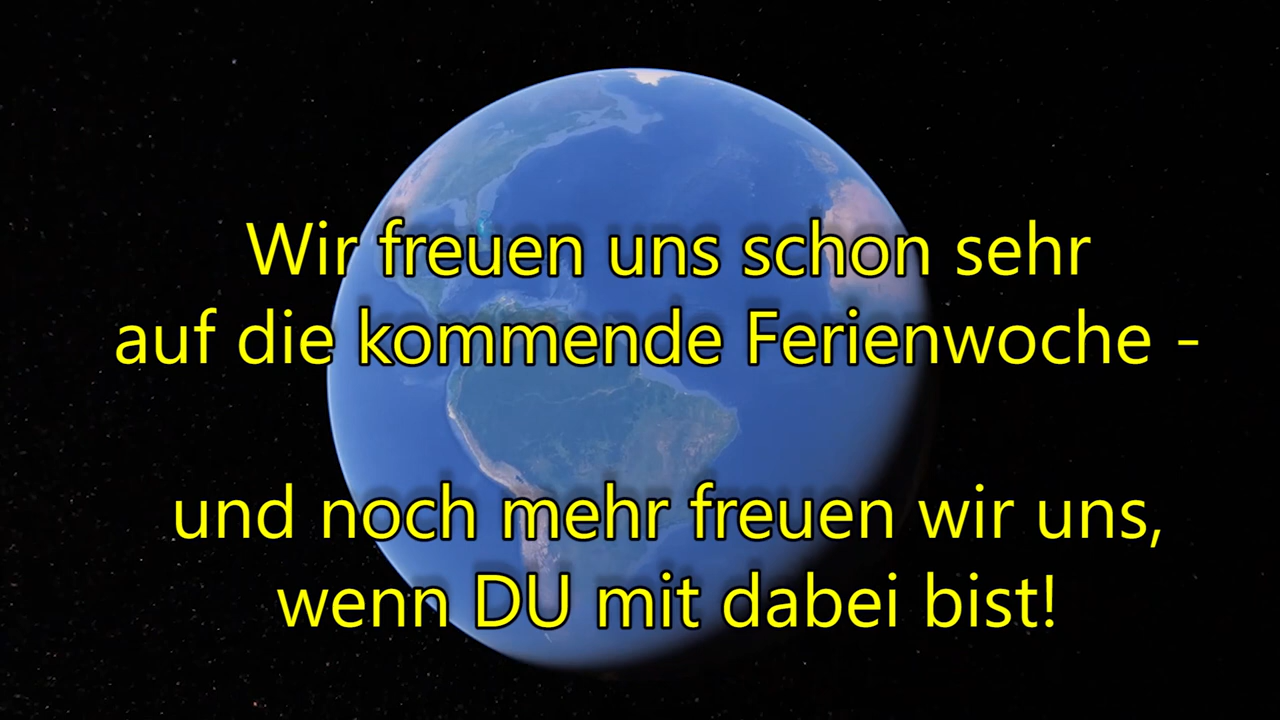 Wir freuen uns schon sehr
auf die kommende Ferienwoche -
und noch mehr freuen wir uns,
wenn DU mit dabei bist!